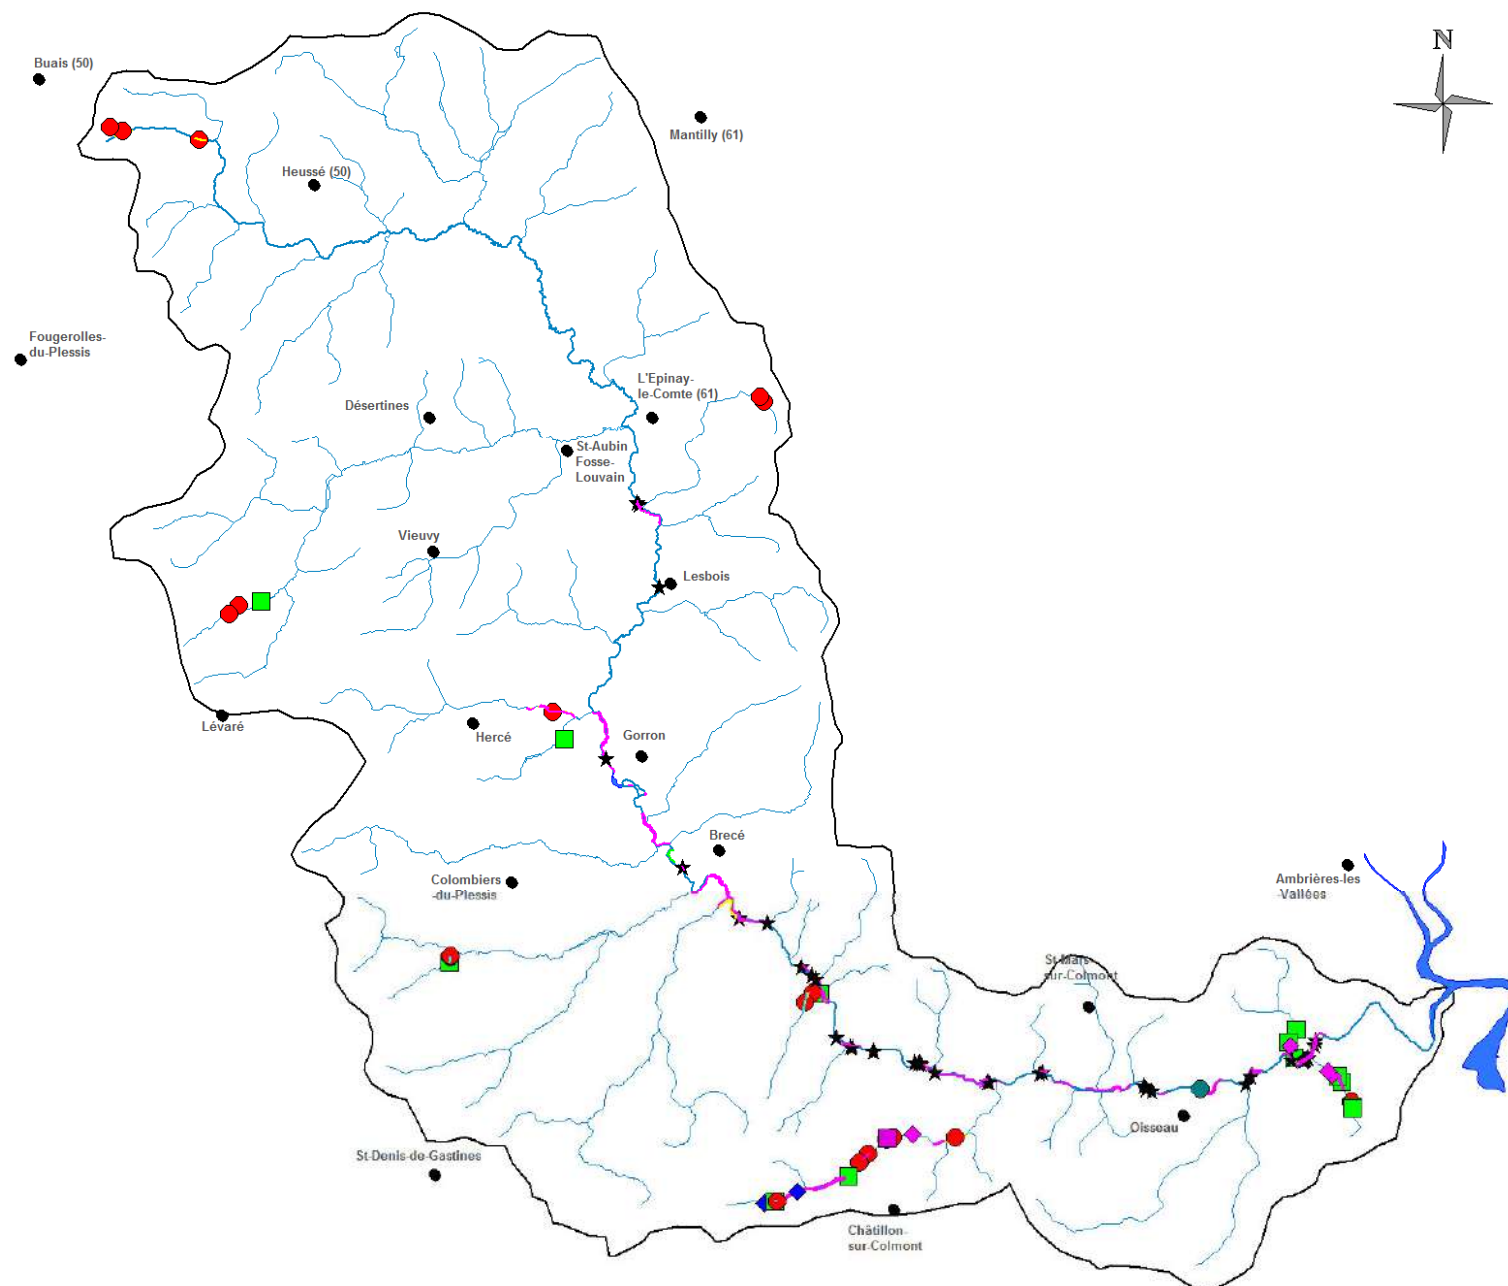 N
Buais (50)
Mantilly (61)
Heussé (50)
Fougerolles-
du-Plessis
L'Epinay-
le-Comte (61)
Désertines
St-Aubin
Fosse-
Louvain
Vieuvy
Lesbois
Lévaré
Hercé
Gorron
Brecé
Colombiers
-du-Plessis
Ambrières-les
-Vallées
St-Mars-
sur-Colmont
Oisseau
St-Denis-de-Gastines
Châtillon-
sur-Colmont